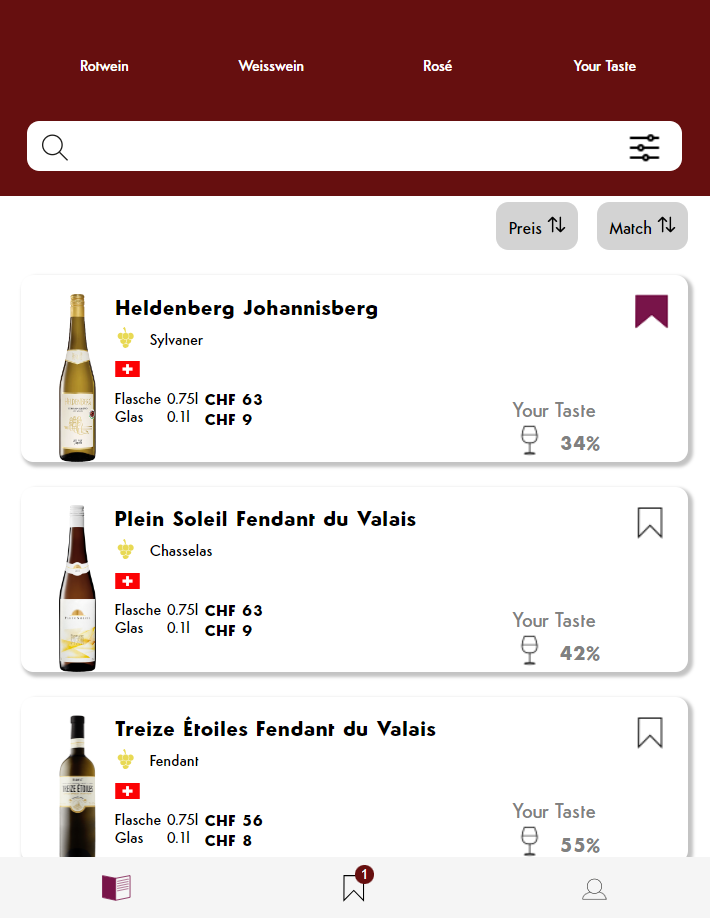 Rotwein Weisswein Rosé Your Taste
Preis Match
Heldenberg Johannisberg
Sylvaner
Flasche 0.75l CHF 63
Glas 0.1l CHF 9
Your Taste
34%
Plein Soleil Fendant du Valais
Chasselas
Flasche 0.75l CHF 63
Glas 0.1l CHF 9
Your Taste
42%
Treize Étoiles Fendant du Valais
Fendant
TREIZE ÉTOILES
Flasche 0.75l CHF 56
Glas 0.1l CHF 8
Your Taste
55%
1